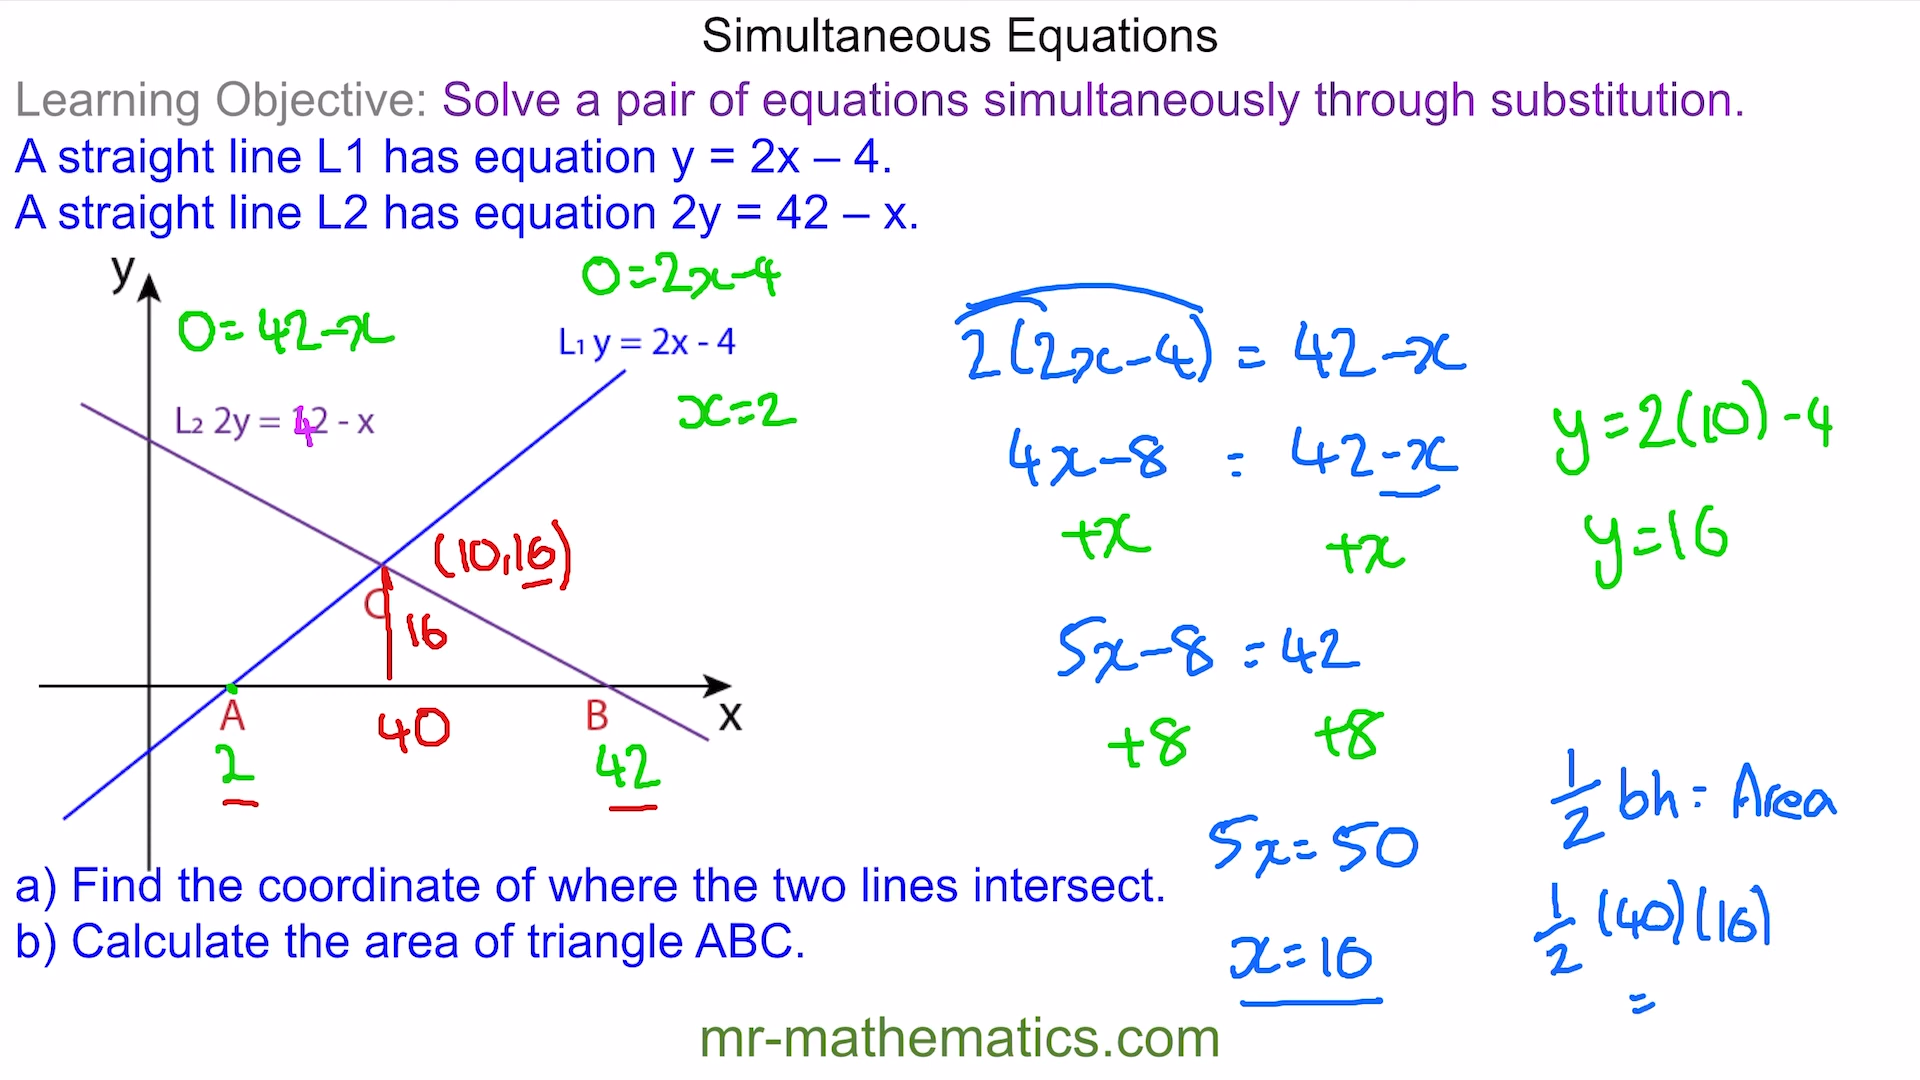 Simultaneous Equations
Learning Objective: Solve a pair of equations simultaneously through substitution.
A straight line L1 has equation y = 2x – 4.
A straight line L2 has equation 2y = 42 – x.
y
0=2x-4
0=42-x
L₁ y = 2x - 4
x=2
L₂ 2y = 42 - x
(10,16)
C
16
A
40
B
x
2
42
2(2x-4) = 42-x
4x-8 = 42-x
+x +x
5x-8 = 42
+8 +8
5x=50
x=10
y=2(10)-4
y=16
1/2 bh = Area
1/2 (40)(16)
=
a) Find the coordinate of where the two lines intersect.
b) Calculate the area of triangle ABC.
mr-mathematics.com